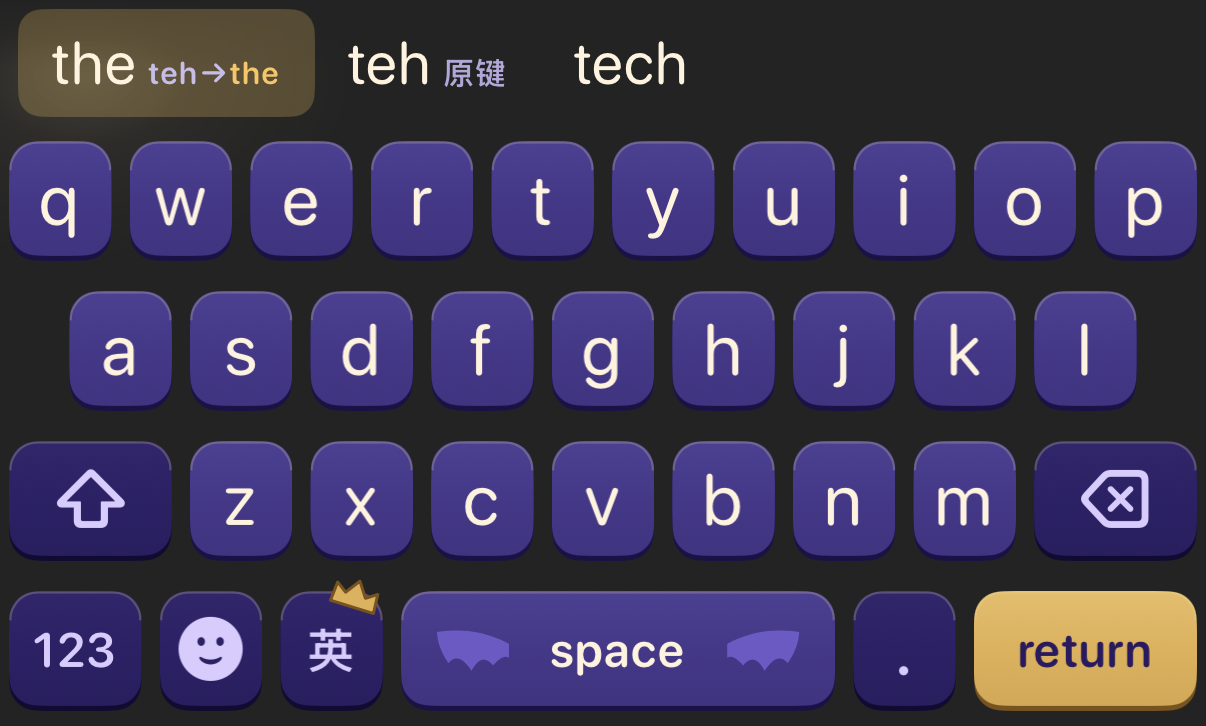 the teh→the teh 原键 tech
q w e r t y u i o p
a s d f g h j k l
z x c v b n m
123 英 space . return